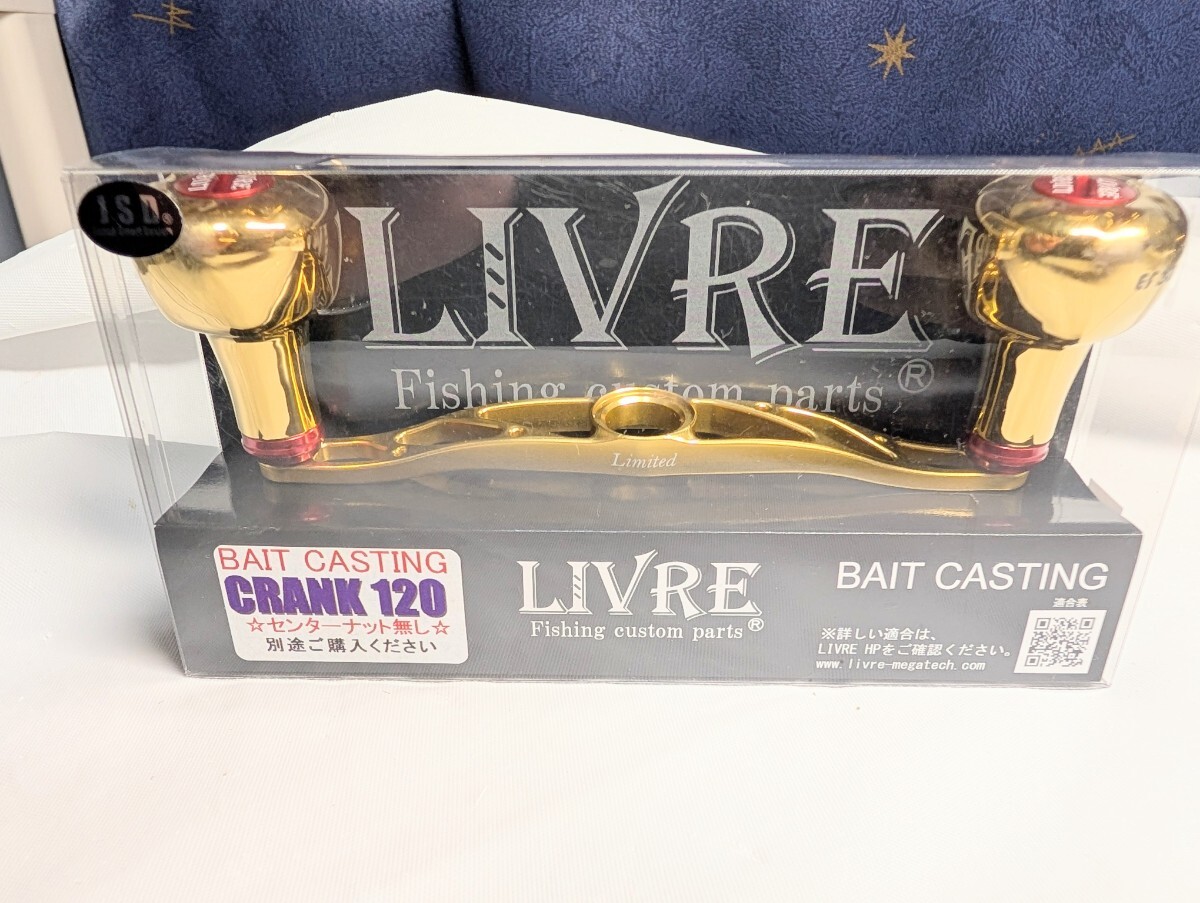 I.S.D.®
LIVRE
Fishing custom parts®
EF
Limited
BAIT CASTING
CRANK 120
☆センターナット無し☆
別途ご購入ください
LIVRE
Fishing custom parts®
BAIT CASTING
適合表
※詳しい適合は、
LIVRE HPをご確認ください。
www.livre-megatech.com